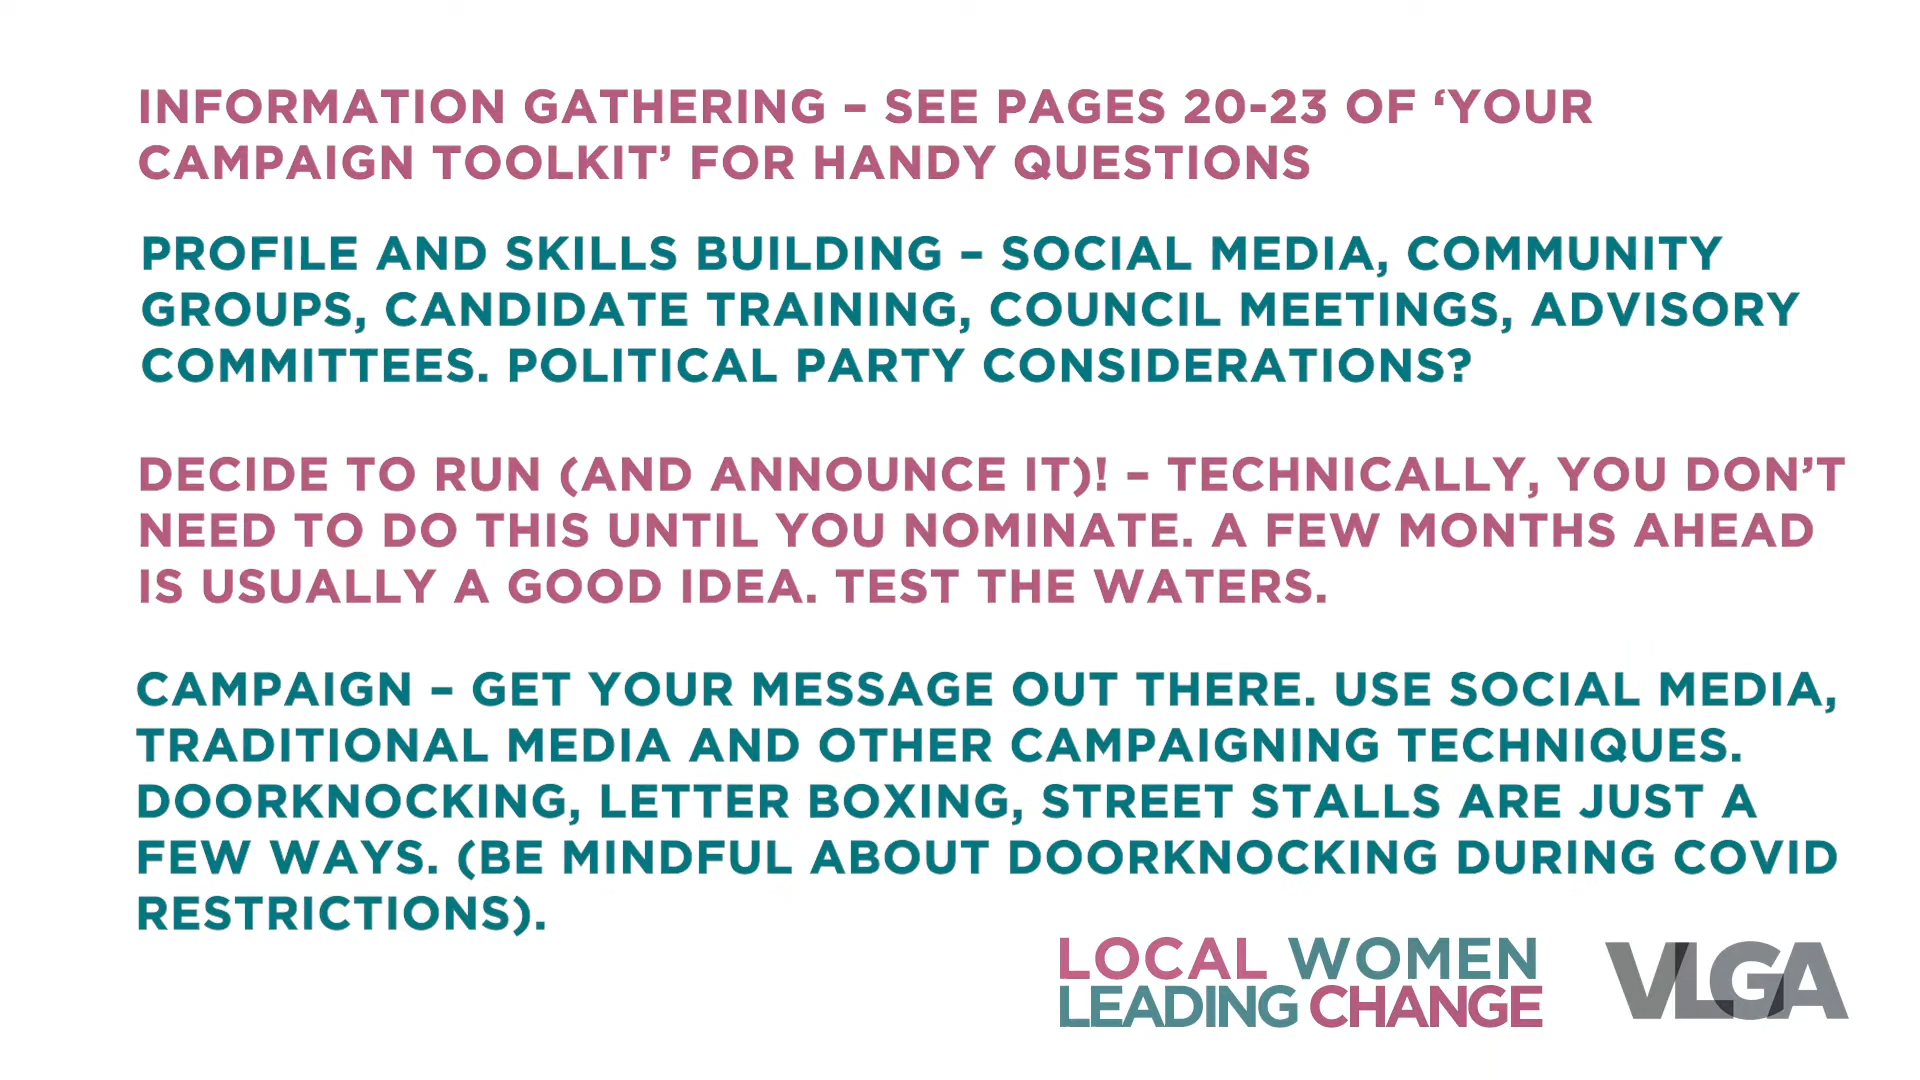 INFORMATION GATHERING – SEE PAGES 20-23 OF ‘YOUR
CAMPAIGN TOOLKIT’ FOR HANDY QUESTIONS
PROFILE AND SKILLS BUILDING – SOCIAL MEDIA, COMMUNITY
GROUPS, CANDIDATE TRAINING, COUNCIL MEETINGS, ADVISORY
COMMITTEES. POLITICAL PARTY CONSIDERATIONS?
DECIDE TO RUN (AND ANNOUNCE IT)! – TECHNICALLY, YOU DON’T
NEED TO DO THIS UNTIL YOU NOMINATE. A FEW MONTHS AHEAD
IS USUALLY A GOOD IDEA. TEST THE WATERS.
CAMPAIGN – GET YOUR MESSAGE OUT THERE. USE SOCIAL MEDIA,
TRADITIONAL MEDIA AND OTHER CAMPAIGNING TECHNIQUES.
DOORKNOCKING, LETTER BOXING, STREET STALLS ARE JUST A
FEW WAYS. (BE MINDFUL ABOUT DOORKNOCKING DURING COVID
RESTRICTIONS).
LOCAL WOMEN
LEADING CHANGE
VLGA